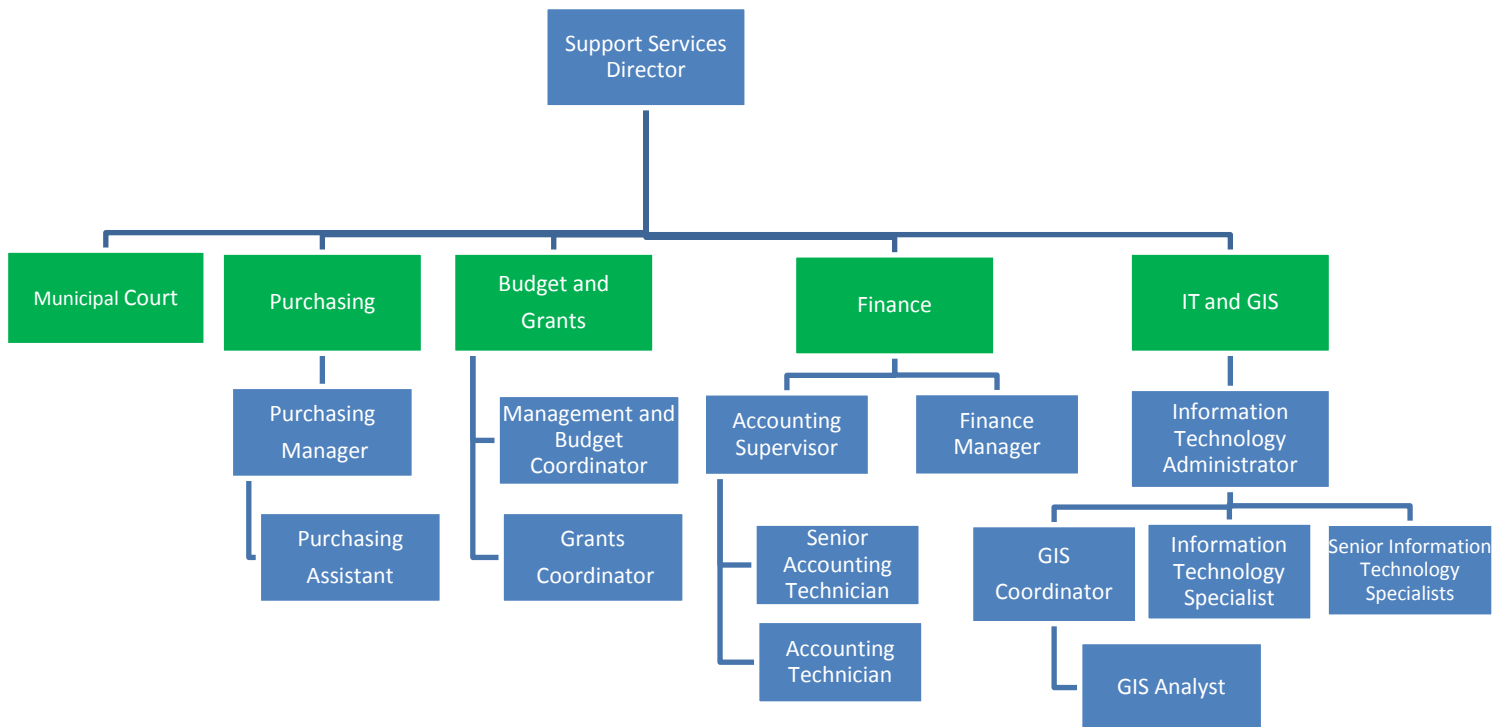 Support Services
Director
Municipal Court
Purchasing
Budget and
Grants
Finance
IT and GIS
Purchasing
Manager
Management and
Budget
Coordinator
Accounting
Supervisor
Finance
Manager
Information
Technology
Administrator
Purchasing
Assistant
Grants
Coordinator
Senior
Accounting
Technician
GIS
Coordinator
Information
Technology
Specialist
Senior Information
Technology
Specialists
Accounting
Technician
GIS Analyst